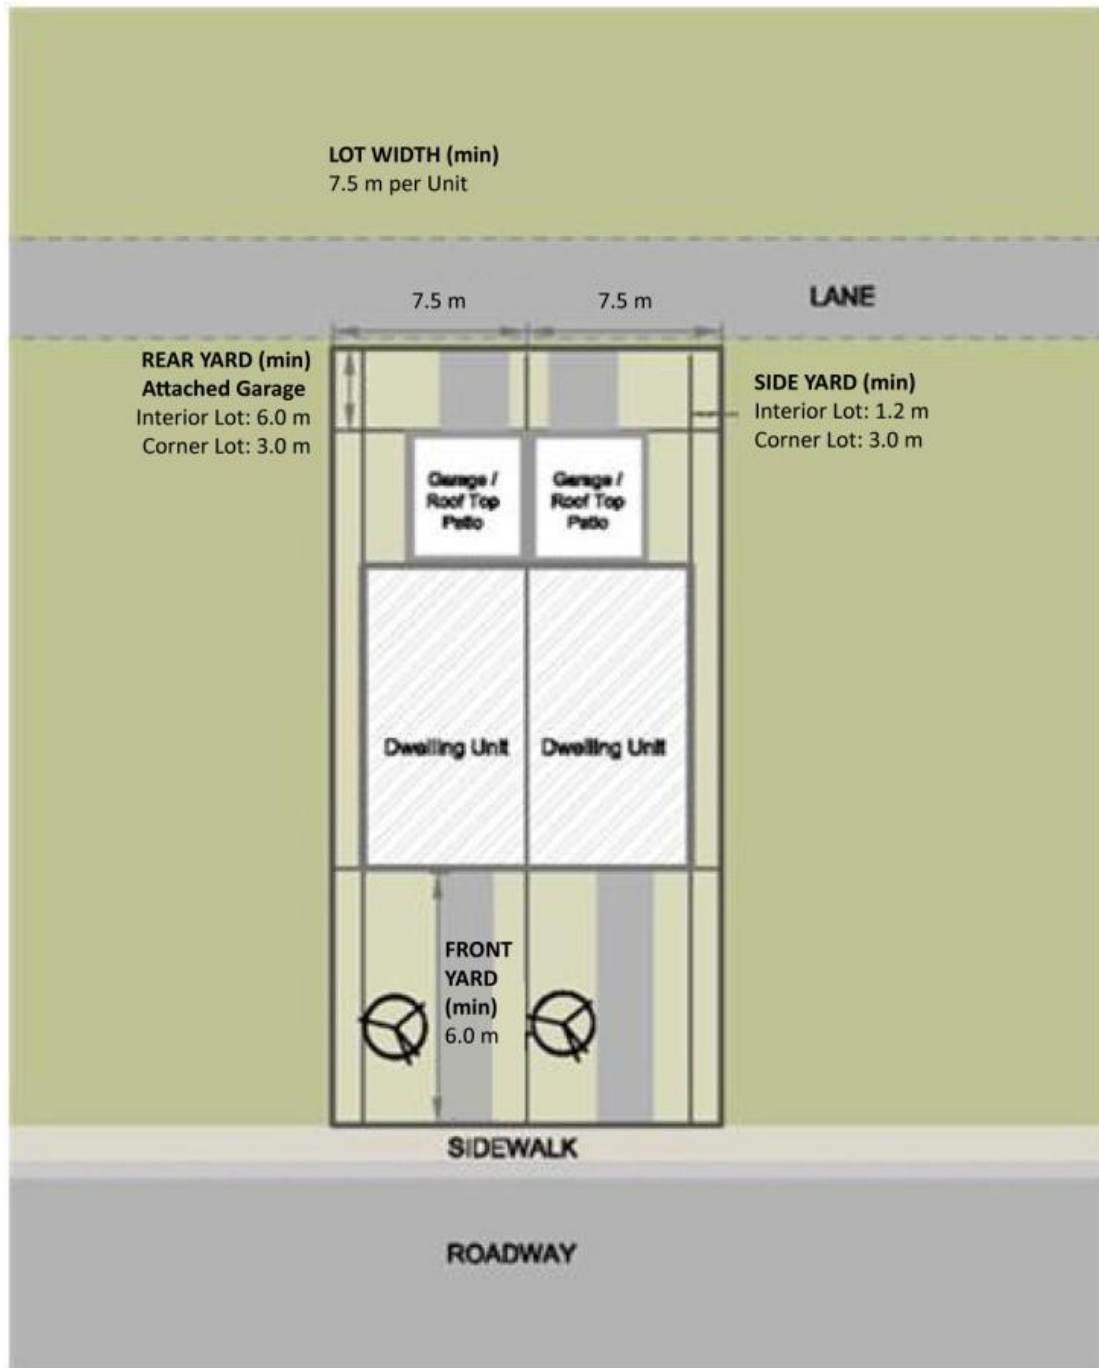 LOT WIDTH (min)
7.5 m per Unit
7.5 m
7.5 m
LANE
REAR YARD (min)
Attached Garage
Interior Lot: 6.0 m
Corner Lot: 3.0 m
SIDE YARD (min)
Interior Lot: 1.2 m
Corner Lot: 3.0 m
Garage /
Roof Top
Patio
Garage /
Roof Top
Patio
Dwelling Unit
Dwelling Unit
FRONT
YARD
(min)
6.0 m
SIDEWALK
ROADWAY